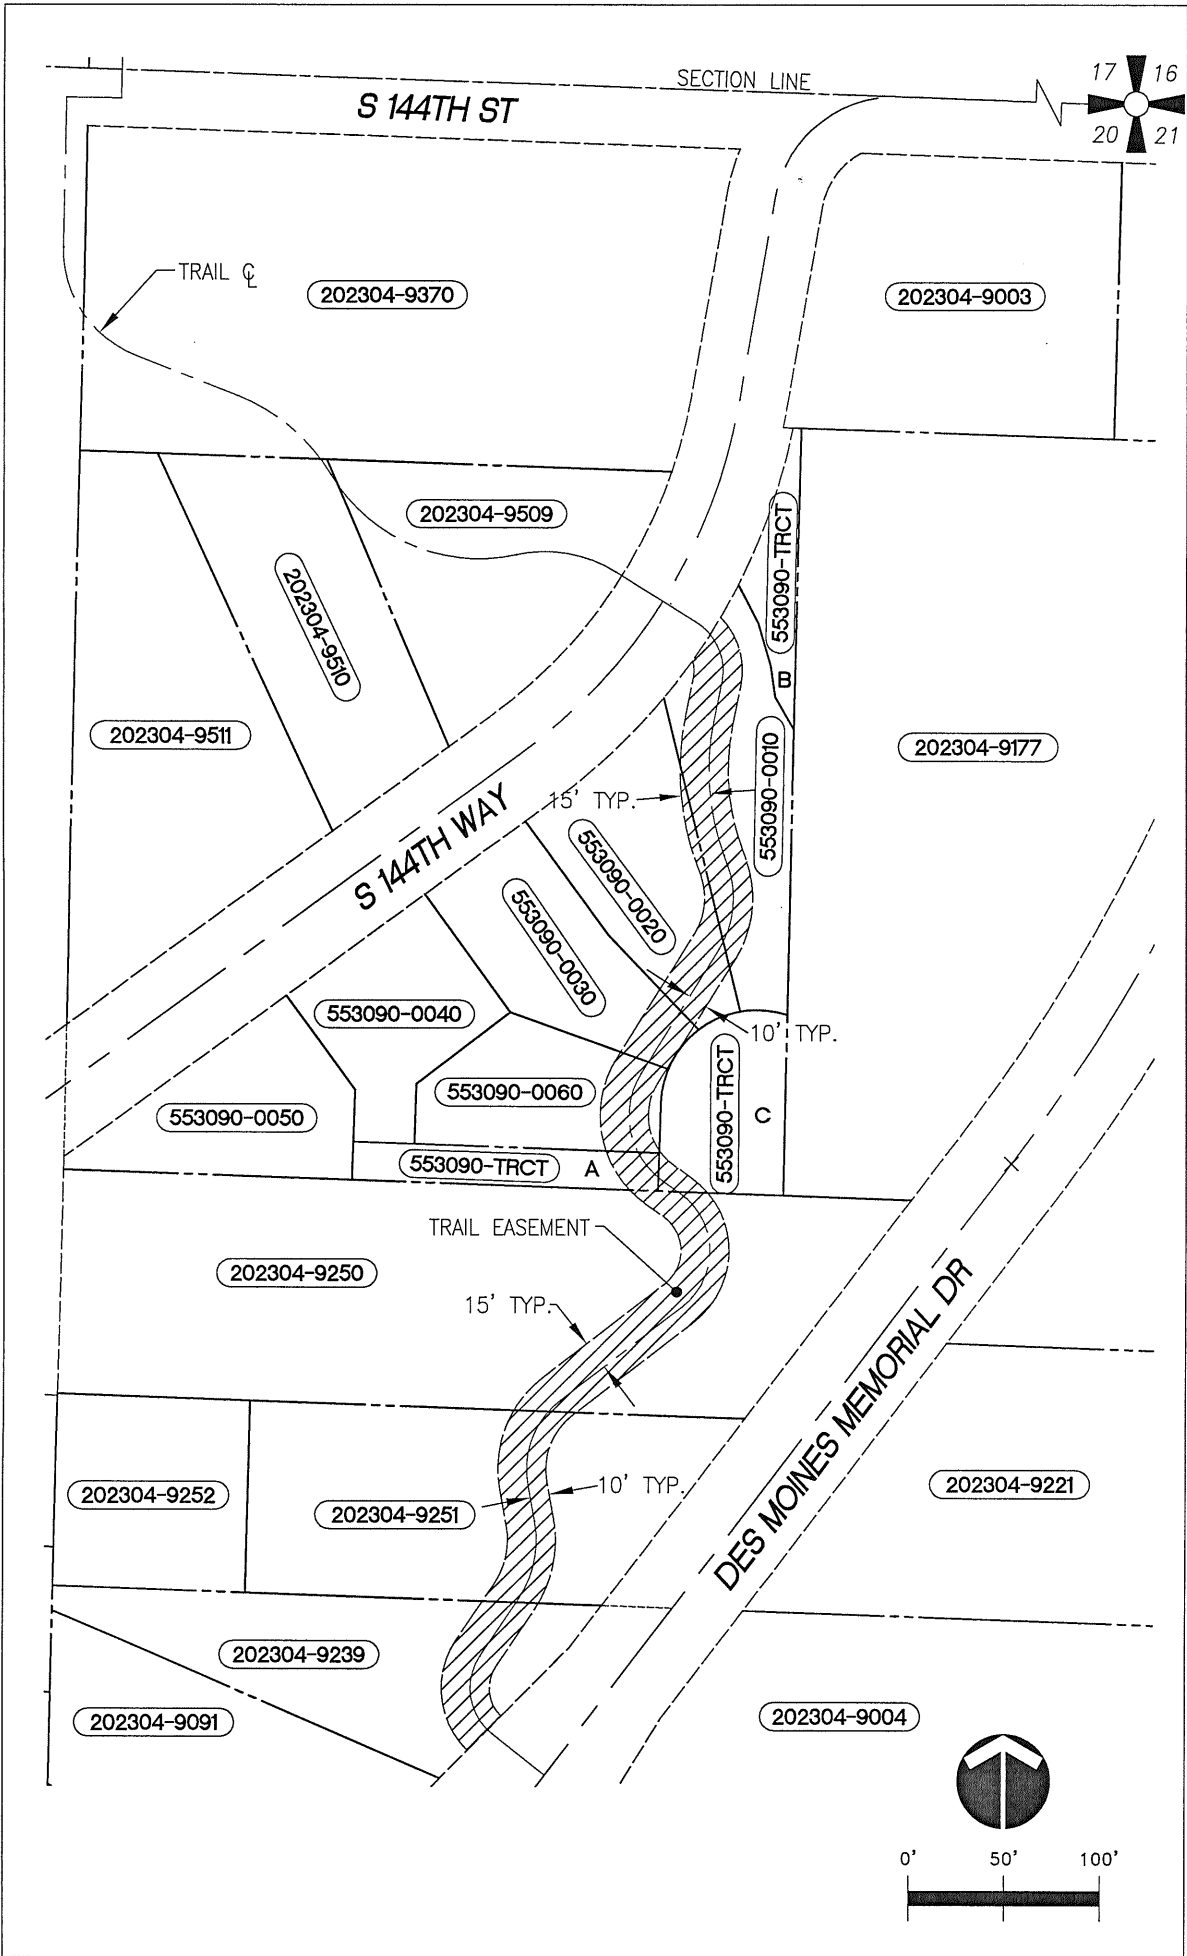 SECTION LINE
17 16
20 21
S 144TH ST
TRAIL ℄
202304-9370
202304-9003
202304-9509
553090-TRCT
B
202304-9510
202304-9511
553090-0010
202304-9177
15' TYP.
S 144TH WAY
553090-0020
553090-0030
553090-0040
10' TYP.
553090-TRCT
C
553090-0060
553090-0050
553090-TRCT A
TRAIL EASEMENT
202304-9250
15' TYP.
DES MOINES MEMORIAL DR
202304-9252
202304-9251
10' TYP.
202304-9221
202304-9239
202304-9091
202304-9004
0' 50' 100'